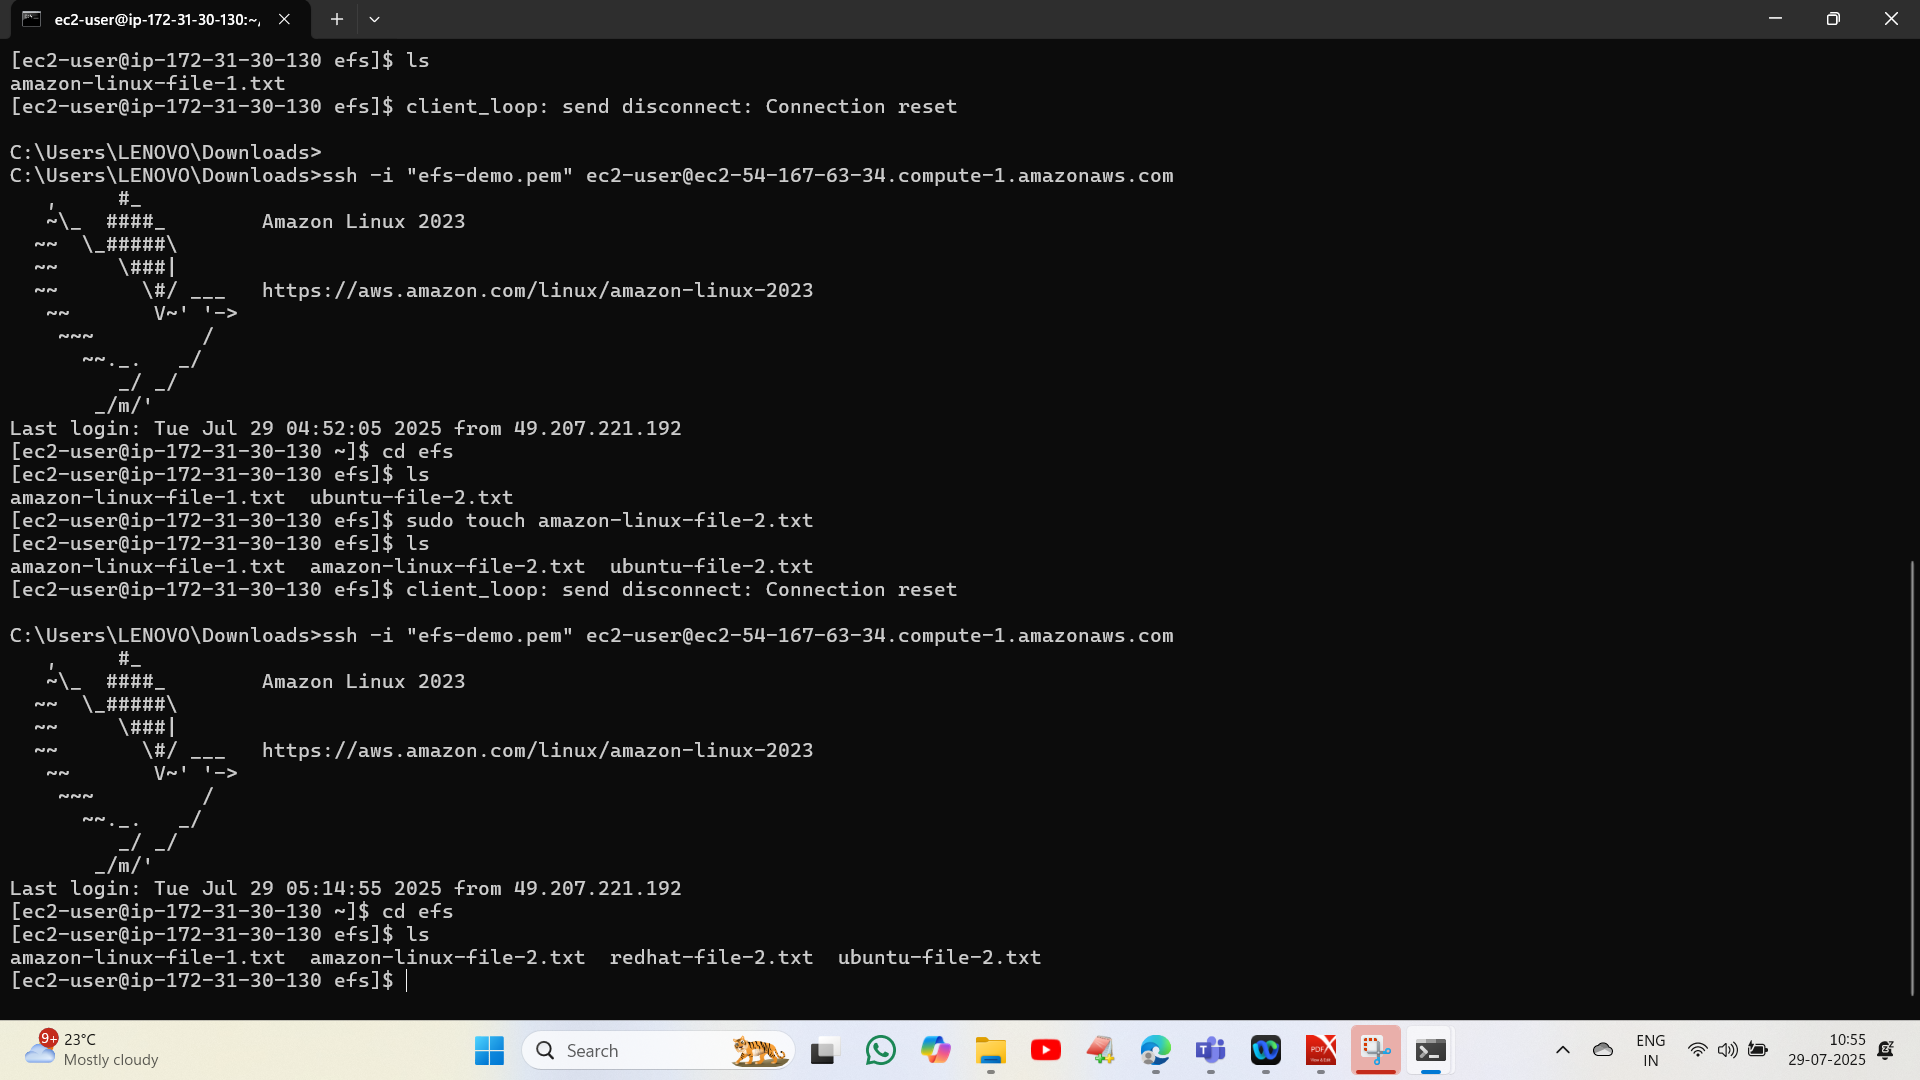 ec2-user@ip-172-31-30-130:~,
[ec2-user@ip-172-31-30-130 efs]$ ls
amazon-linux-file-1.txt
[ec2-user@ip-172-31-30-130 efs]$ client_loop: send disconnect: Connection reset
C:\Users\LENOVO\Downloads>
C:\Users\LENOVO\Downloads>ssh -i "efs-demo.pem" ec2-user@ec2-54-167-63-34.compute-1.amazonaws.com
   ,     #_
   ~\_  ####_        Amazon Linux 2023
  ~~  \_#####\
  ~~     \###|
  ~~       \#/ ___   https://aws.amazon.com/linux/amazon-linux-2023
   ~~       V~' '->
    ~~~         /
      ~~._.   _/
         _/ _/
       _/m/'
Last login: Tue Jul 29 04:52:05 2025 from 49.207.221.192
[ec2-user@ip-172-31-30-130 ~]$ cd efs
[ec2-user@ip-172-31-30-130 efs]$ ls
amazon-linux-file-1.txt  ubuntu-file-2.txt
[ec2-user@ip-172-31-30-130 efs]$ sudo touch amazon-linux-file-2.txt
[ec2-user@ip-172-31-30-130 efs]$ ls
amazon-linux-file-1.txt  amazon-linux-file-2.txt  ubuntu-file-2.txt
[ec2-user@ip-172-31-30-130 efs]$ client_loop: send disconnect: Connection reset
C:\Users\LENOVO\Downloads>ssh -i "efs-demo.pem" ec2-user@ec2-54-167-63-34.compute-1.amazonaws.com
   ,     #_
   ~\_  ####_        Amazon Linux 2023
  ~~  \_#####\
  ~~     \###|
  ~~       \#/ ___   https://aws.amazon.com/linux/amazon-linux-2023
   ~~       V~' '->
    ~~~         /
      ~~._.   _/
         _/ _/
       _/m/'
Last login: Tue Jul 29 05:14:55 2025 from 49.207.221.192
[ec2-user@ip-172-31-30-130 ~]$ cd efs
[ec2-user@ip-172-31-30-130 efs]$ ls
amazon-linux-file-1.txt  amazon-linux-file-2.txt  redhat-file-2.txt  ubuntu-file-2.txt
[ec2-user@ip-172-31-30-130 efs]$
9+ 23°C
Mostly cloudy
Search
PDF
ENG
IN
10:55
29-07-2025